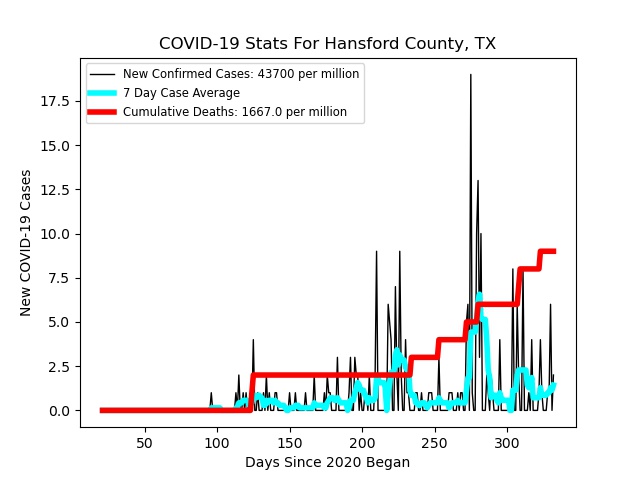 COVID-19 Stats For Hansford County, TX
New Confirmed Cases: 43700 per million
7 Day Case Average
Cumulative Deaths: 1667.0 per million
New COVID-19 Cases
17.5
15.0
12.5
10.0
7.5
5.0
2.5
0.0
50 100 150 200 250 300
Days Since 2020 Began